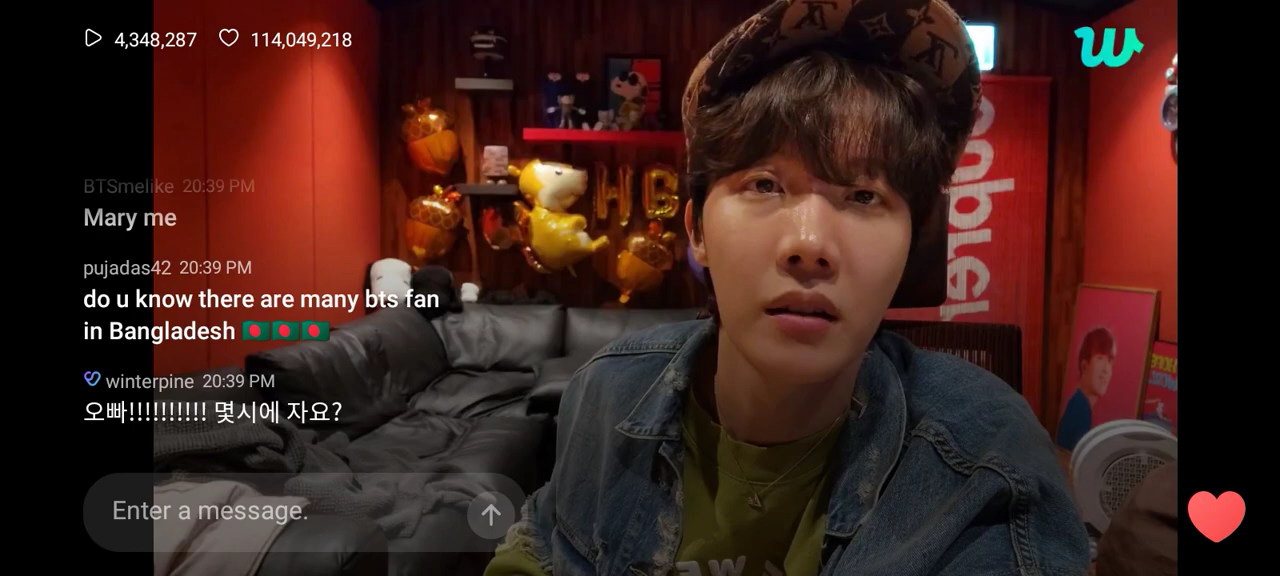 4,348,287 114,049,218
BTSmelike 20:39 PM
Mary me
pujadas42 20:39 PM
do u know there are many bts fan
in Bangladesh 🇧🇩🇧🇩🇧🇩
winterpine 20:39 PM
오빠!!!!!!!!!! 몇시에 자요?
Enter a message.
HB
w